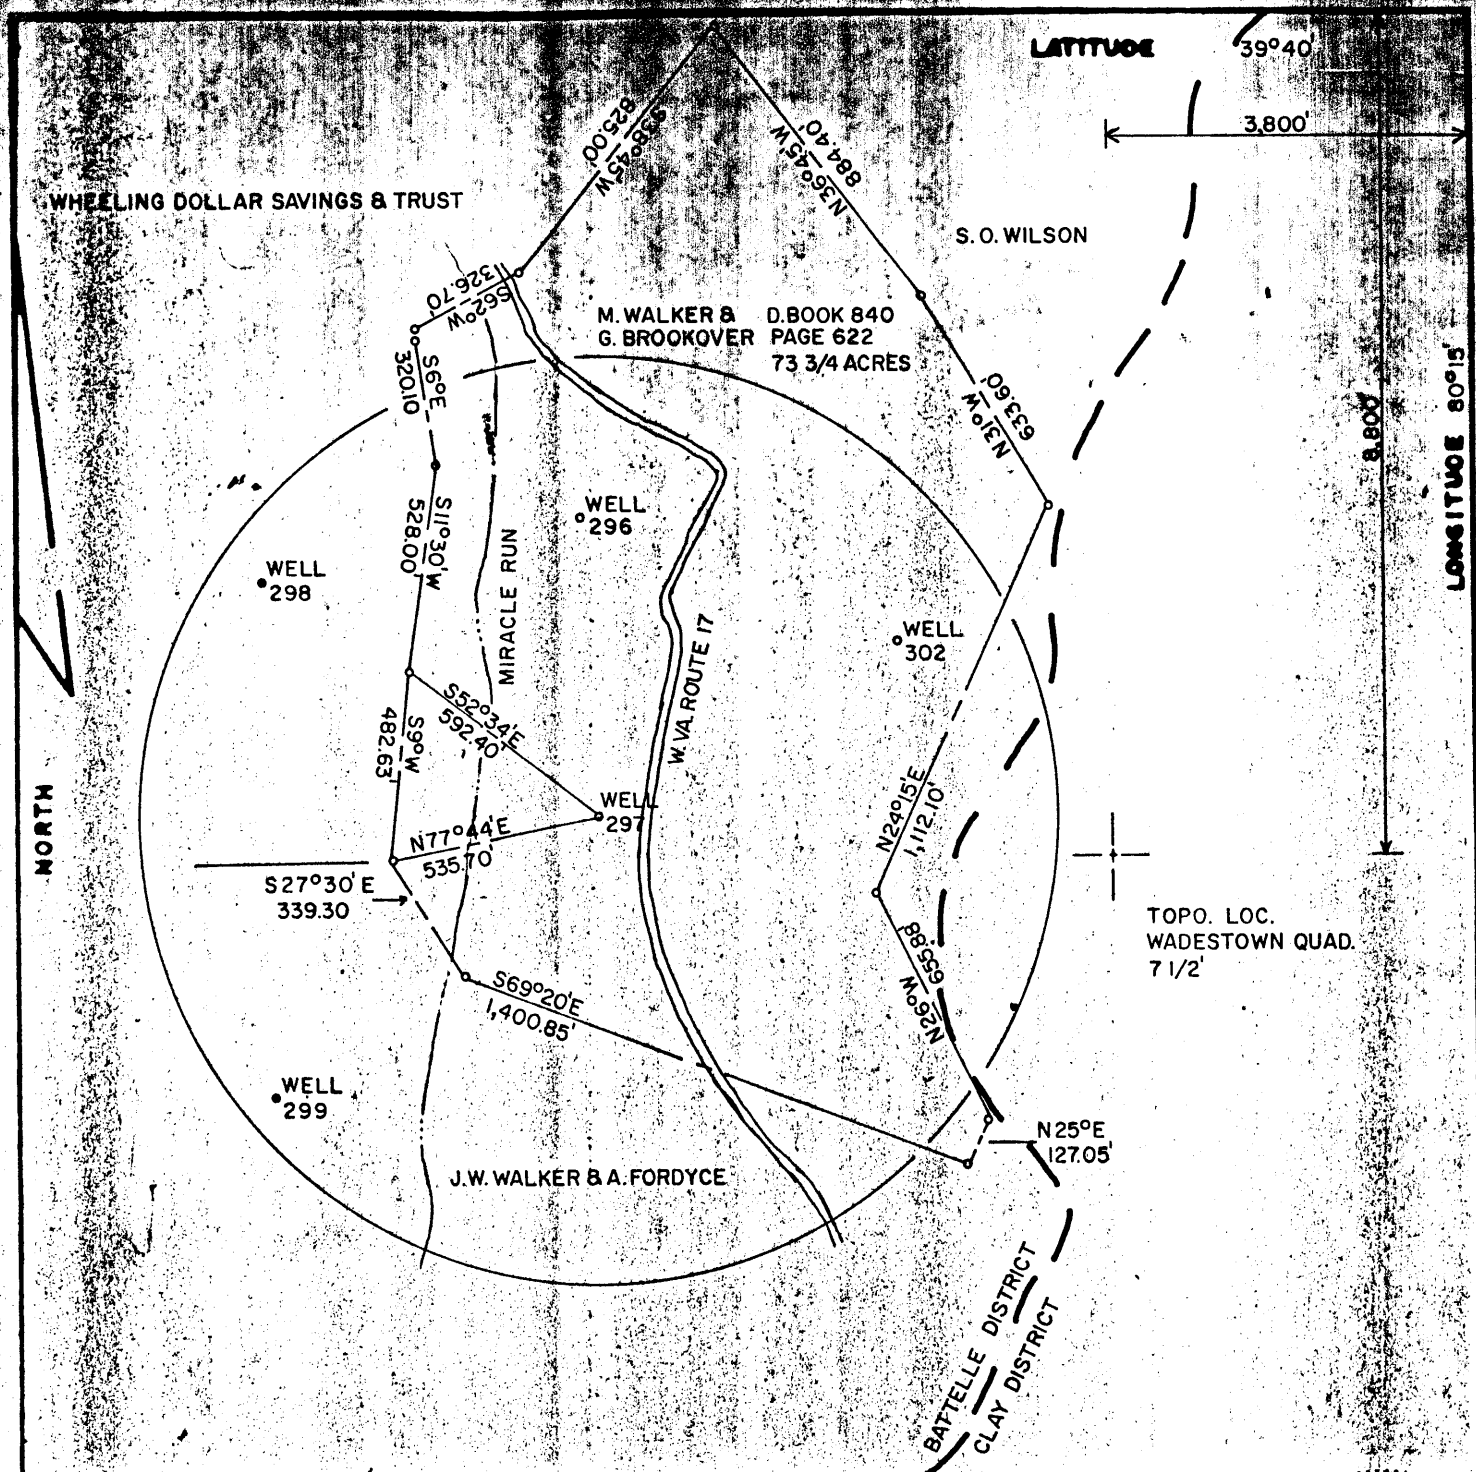 LATITUDE 39°40'
3,800'
S38°45'W
825.00'
N36°45'W
884.40'
WHEELING DOLLAR SAVINGS & TRUST
S.O. WILSON
S62°W
326.70'
M. WALKER & D. BOOK 840
G. BROOKOVER PAGE 622
73 3/4 ACRES
S6°E
320.10
N31°W
633.60'
8,800'
LONGITUDE 80°15'
S11°30'W
528.00'
WELL
296
WELL
298
MIRACLE RUN
WELL
302
W. VA. ROUTE 17
S52°34'E
592.40'
S9°W
482.63'
NORTH
WELL
297
N77°44'E
535.70'
N24°15'E
1,112.10'
S27°30'E
339.30
TOPO. LOC.
WADESTOWN QUAD.
7 1/2'
N26°W
655.88'
S69°20'E
1,400.85'
WELL
299
N25°E
127.05'
J.W. WALKER & A. FORDYCE
BATTELLE DISTRICT
CLAY DISTRICT